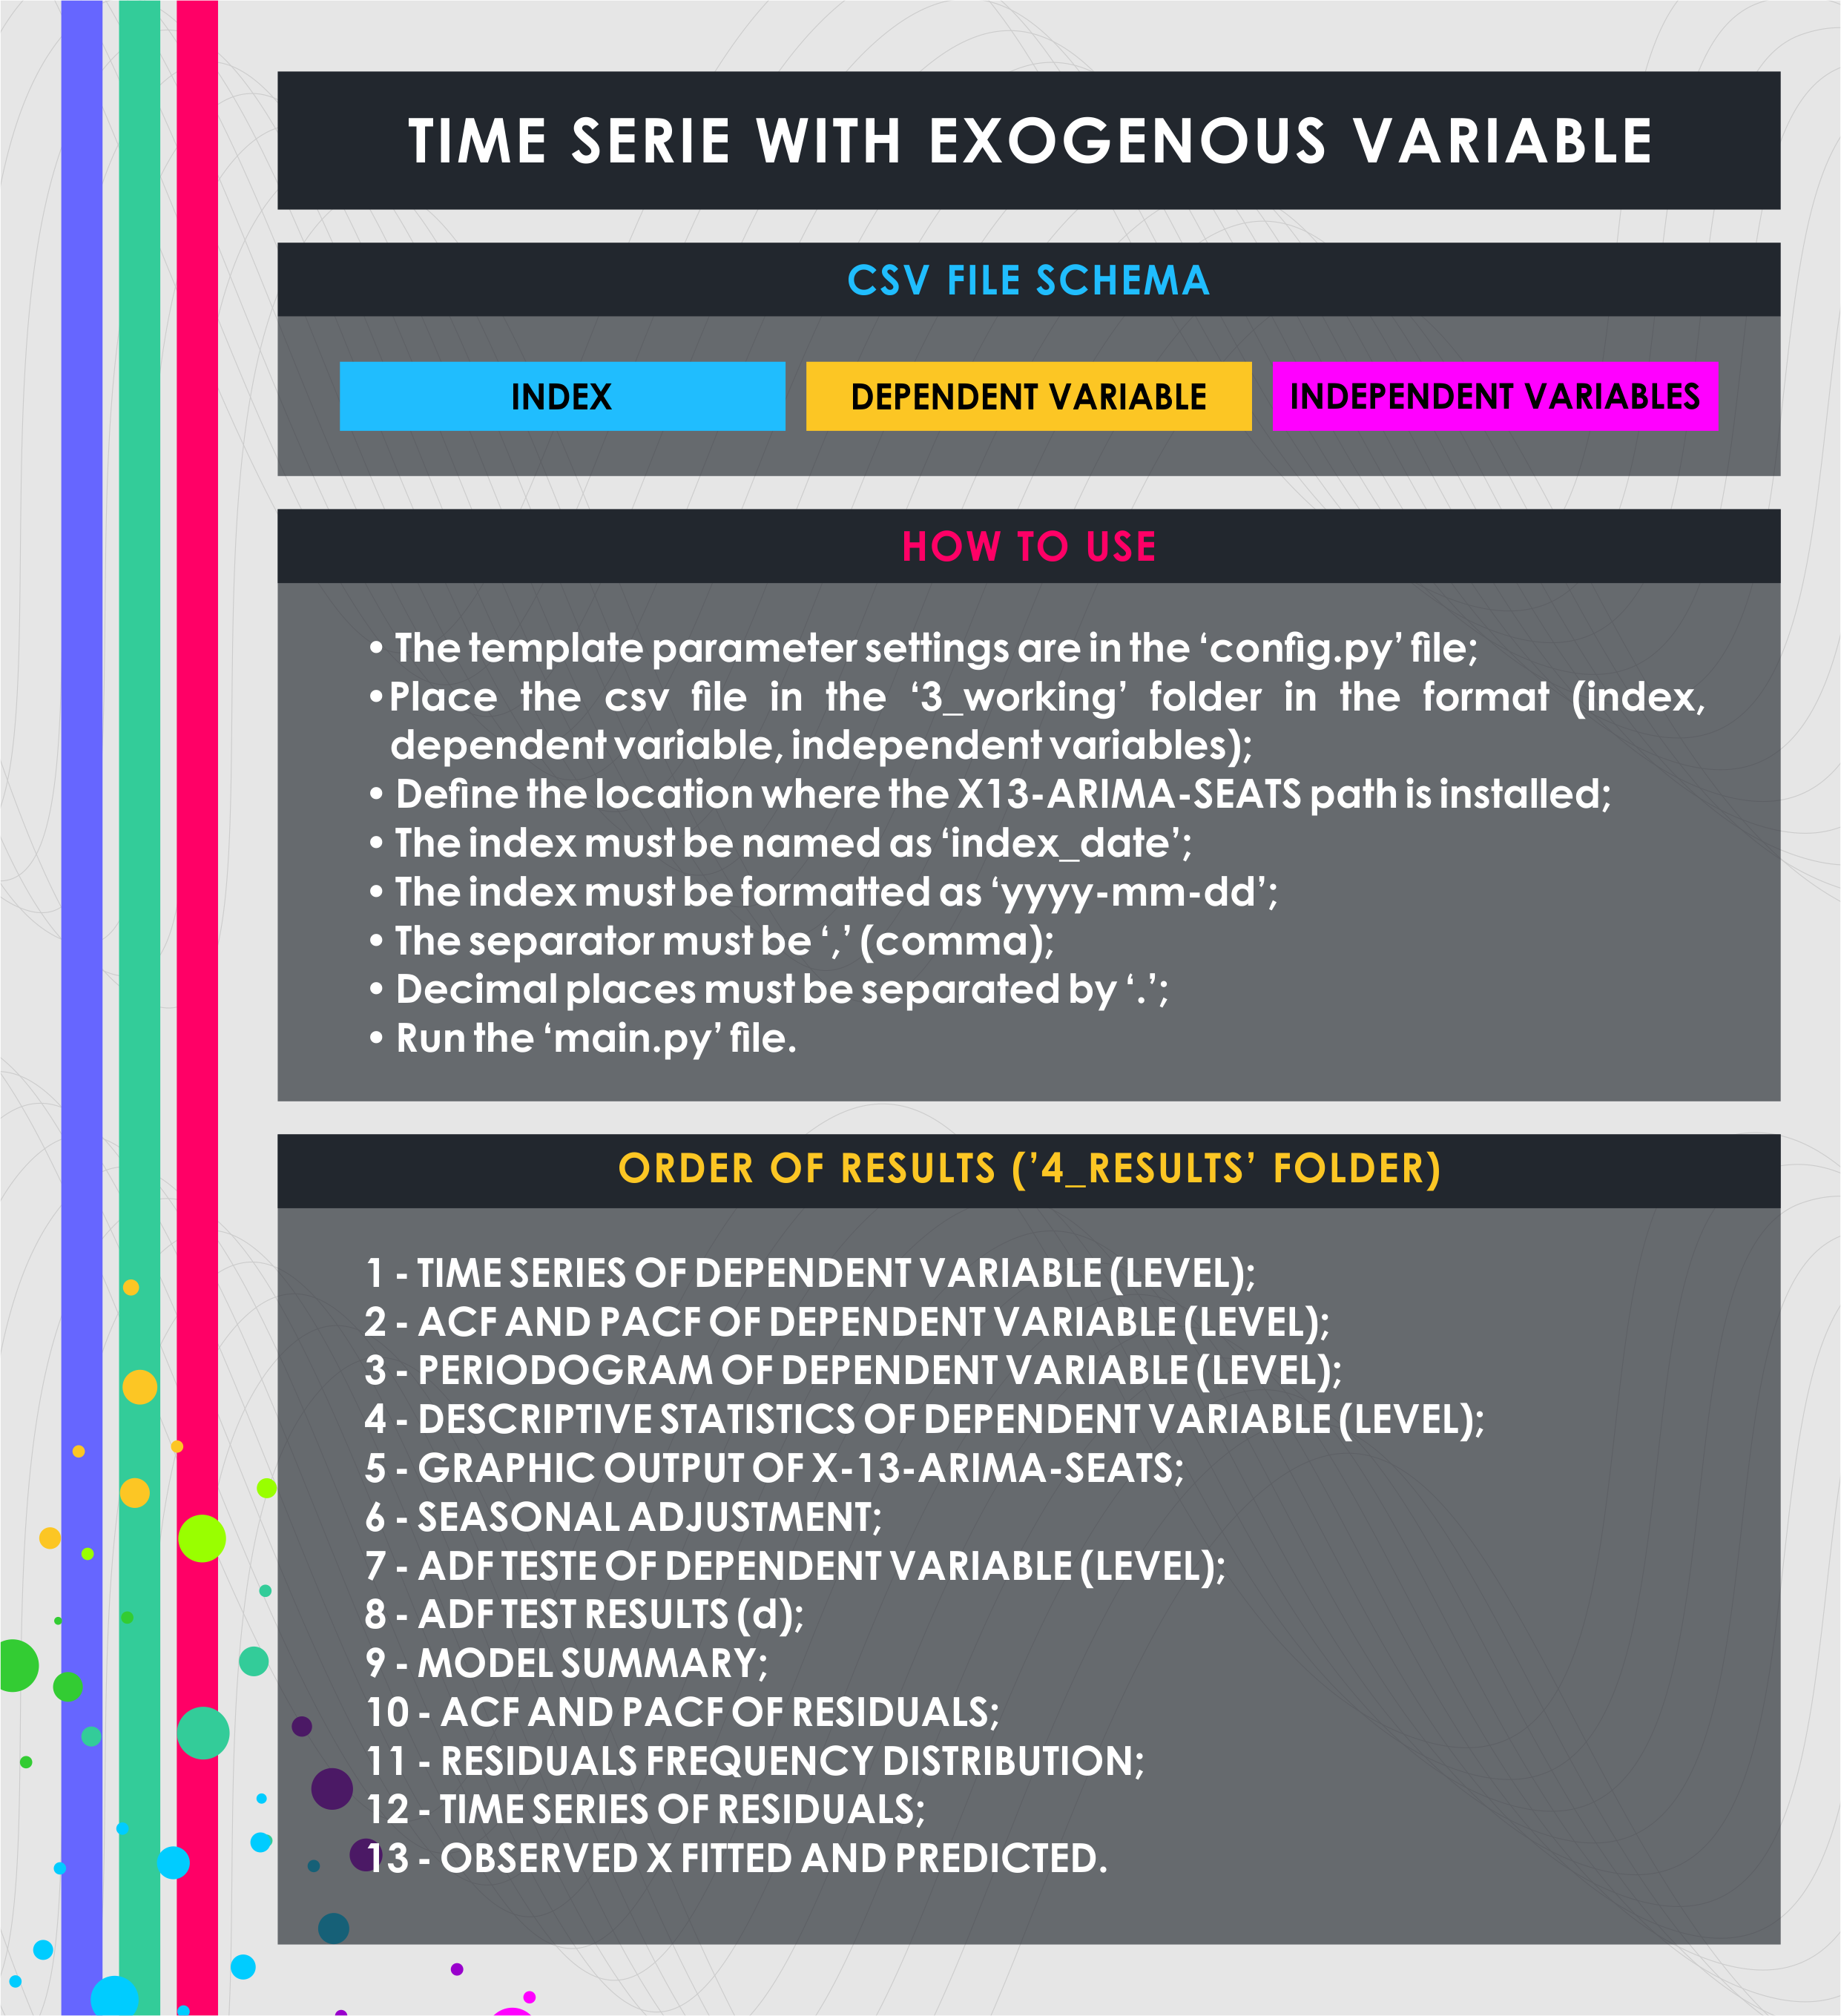 TIME SERIE WITH EXOGENOUS VARIABLE
CSV FILE SCHEMA
INDEX
DEPENDENT VARIABLE
INDEPENDENT VARIABLES
HOW TO USE
• The template parameter settings are in the ‘config.py’ file;
•Place the csv file in the ‘3_working’ folder in the format (index,
dependent variable, independent variables);
• Define the location where the X13-ARIMA-SEATS path is installed;
• The index must be named as ‘index_date’;
• The index must be formatted as ‘yyyy-mm-dd’;
• The separator must be ‘,’ (comma);
• Decimal places must be separated by ‘.’;
• Run the ‘main.py’ file.
ORDER OF RESULTS (’4_RESULTS’ FOLDER)
1 - TIME SERIES OF DEPENDENT VARIABLE (LEVEL);
2 - ACF AND PACF OF DEPENDENT VARIABLE (LEVEL);
3 - PERIODOGRAM OF DEPENDENT VARIABLE (LEVEL);
4 - DESCRIPTIVE STATISTICS OF DEPENDENT VARIABLE (LEVEL);
5 - GRAPHIC OUTPUT OF X-13-ARIMA-SEATS;
6 - SEASONAL ADJUSTMENT;
7 - ADF TESTE OF DEPENDENT VARIABLE (LEVEL);
8 - ADF TEST RESULTS (d);
9 - MODEL SUMMARY;
10 - ACF AND PACF OF RESIDUALS;
11 - RESIDUALS FREQUENCY DISTRIBUTION;
12 - TIME SERIES OF RESIDUALS;
13 - OBSERVED X FITTED AND PREDICTED.